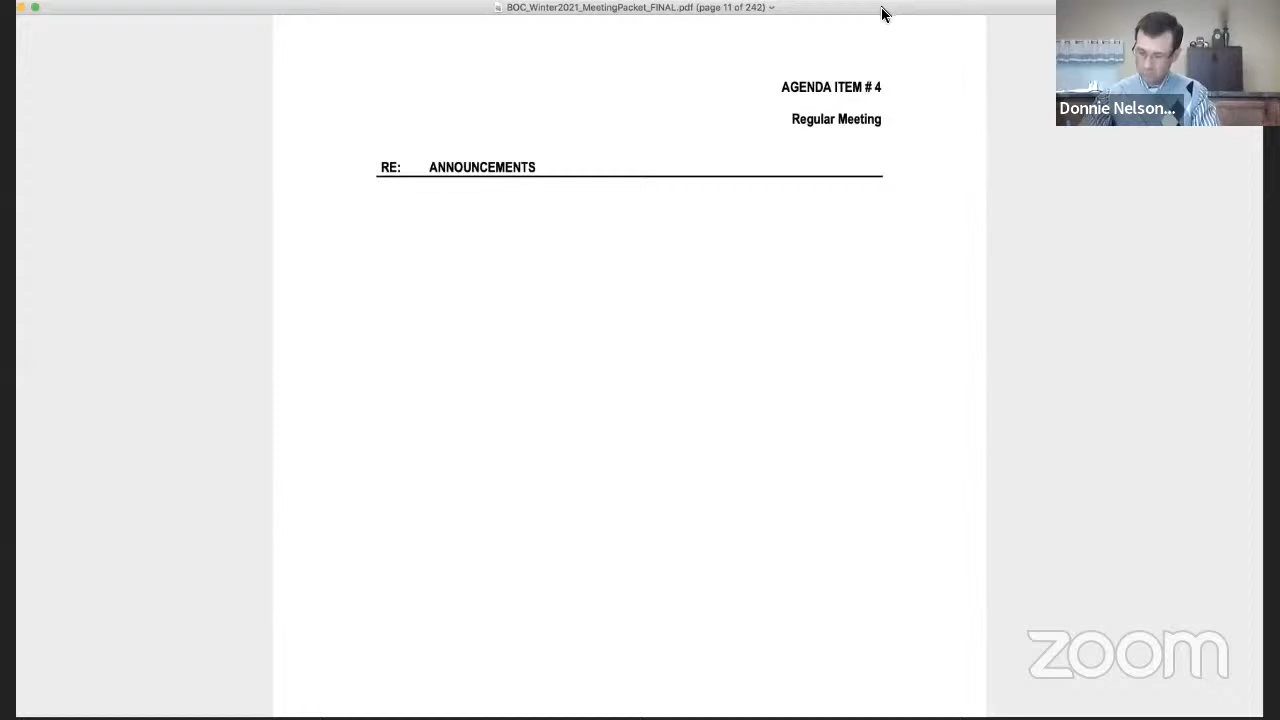 BOC_Winter2021_MeetingPacket_FINAL.pdf (page 11 of 242)
AGENDA ITEM # 4
Regular Meeting
RE: ANNOUNCEMENTS
Donnie Nelson...
zoom